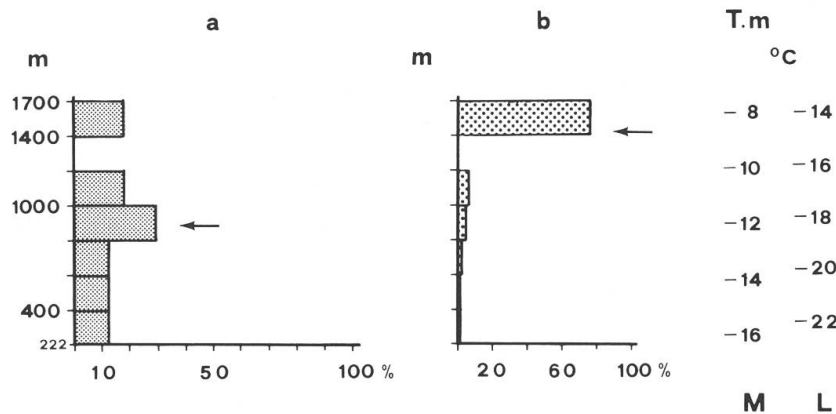 a b T.m
m m °C
1700
1400
1000
400
222
10 50 100 %
20 60 100 %
– 8 – 14
– 10 – 16
– 12 – 18
– 14 – 20
– 16 – 22
M L